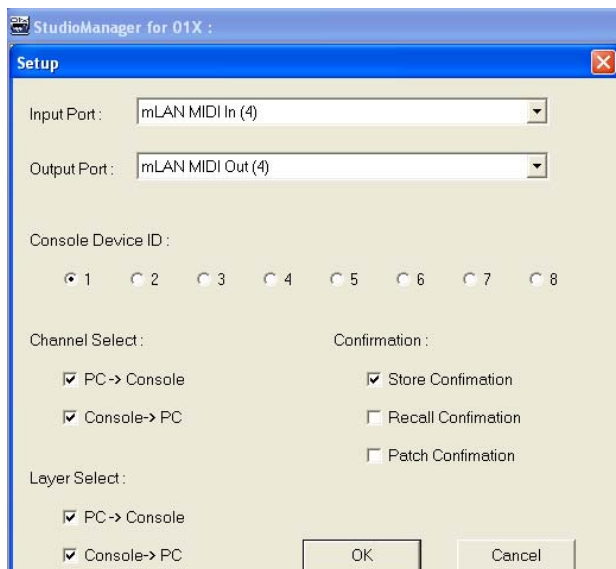 StudioManager for 01X :
Setup
Input Port : mLAN MIDI In (4)
Output Port : mLAN MIDI Out (4)
Console Device ID :
1 2 3 4 5 6 7 8
Channel Select : Confirmation :
PC -> Console Store Confimation
Console-> PC Recall Confimation
Patch Confimation
Layer Select :
PC -> Console
Console-> PC OK Cancel